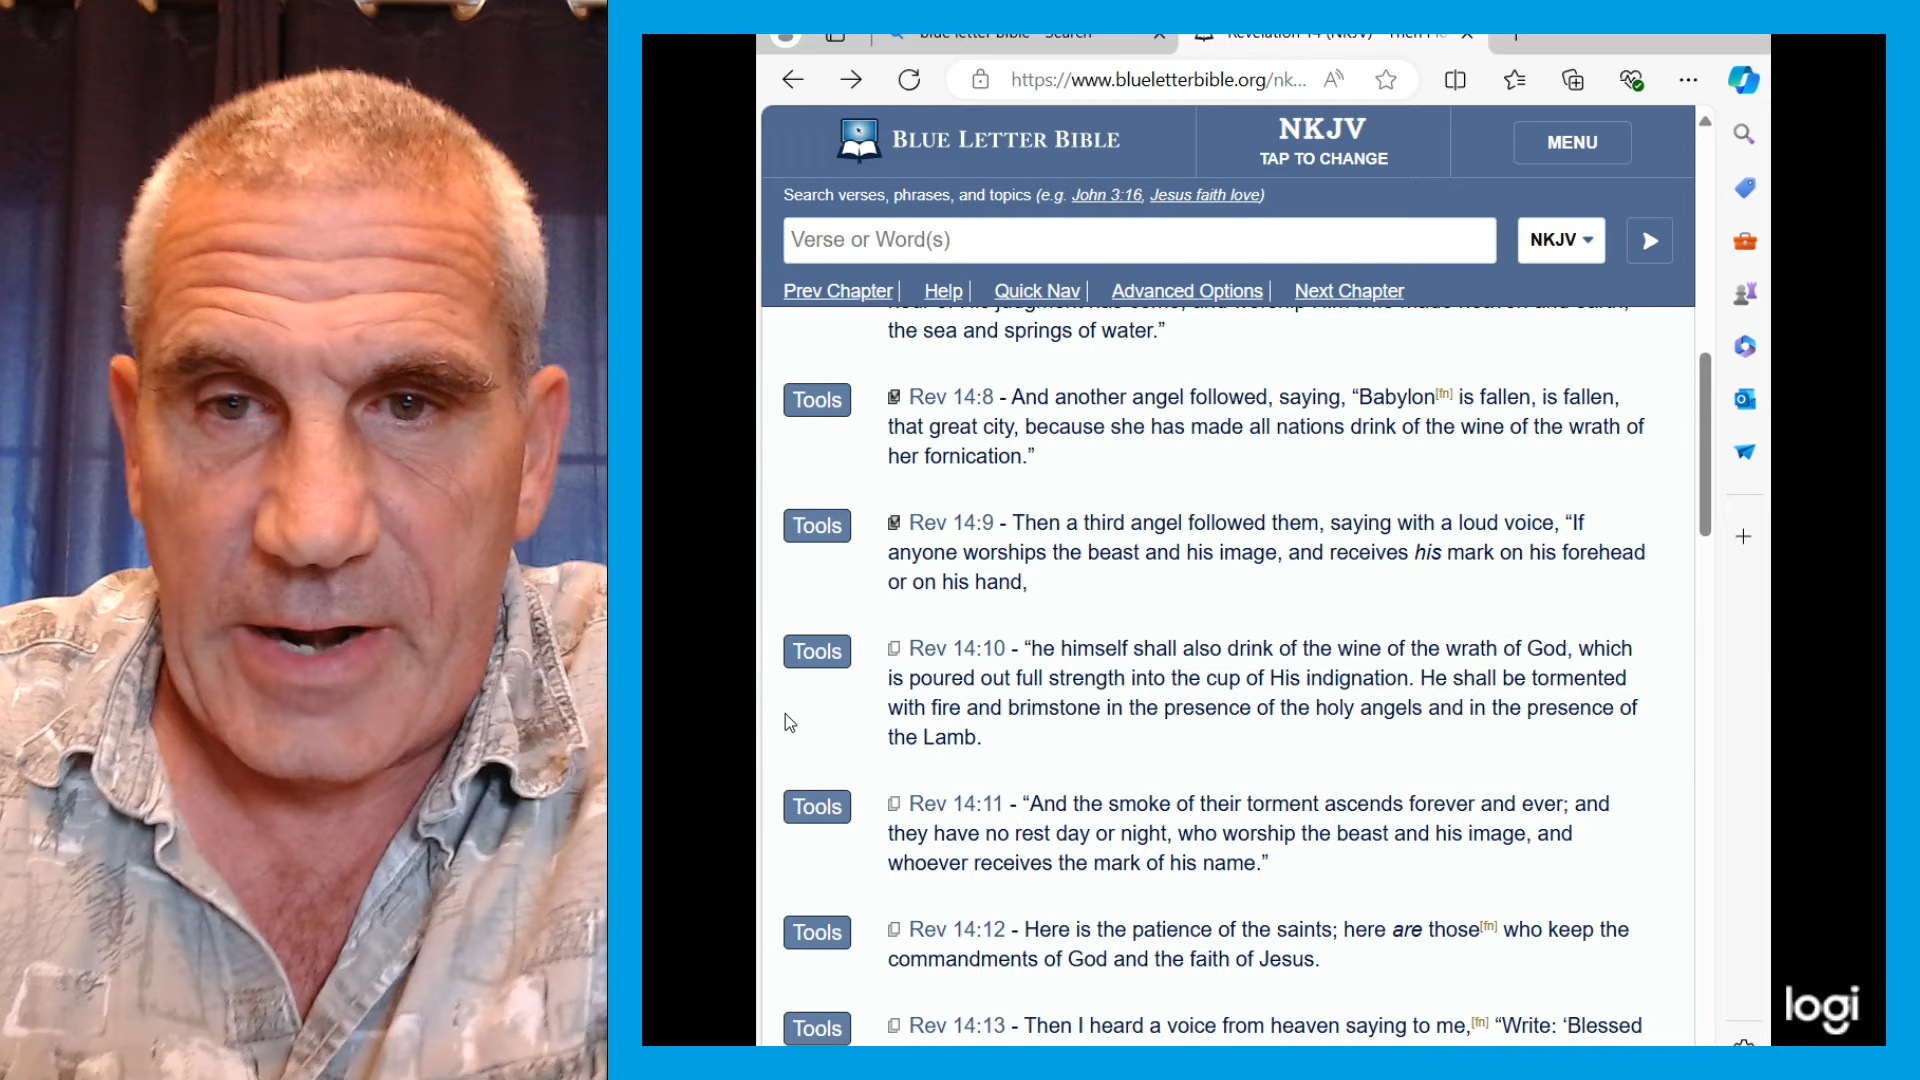 blue letter bible - Search
Revelation 14 (NKJV) - Then I
https://www.blueletterbible.org/nk...
BLUE LETTER BIBLE
NKJV
TAP TO CHANGE
MENU
Search verses, phrases, and topics (e.g. John 3:16, Jesus faith love)
Verse or Word(s)
NKJV
Prev Chapter | Help | Quick Nav | Advanced Options | Next Chapter
the sea and springs of water.”
Tools
Rev 14:8 - And another angel followed, saying, “Babylon[fn] is fallen, is fallen,
that great city, because she has made all nations drink of the wine of the wrath of
her fornication.”
Tools
Rev 14:9 - Then a third angel followed them, saying with a loud voice, “If
anyone worships the beast and his image, and receives his mark on his forehead
or on his hand,
Tools
Rev 14:10 - “he himself shall also drink of the wine of the wrath of God, which
is poured out full strength into the cup of His indignation. He shall be tormented
with fire and brimstone in the presence of the holy angels and in the presence of
the Lamb.
Tools
Rev 14:11 - “And the smoke of their torment ascends forever and ever; and
they have no rest day or night, who worship the beast and his image, and
whoever receives the mark of his name.”
Tools
Rev 14:12 - Here is the patience of the saints; here are those[fn] who keep the
commandments of God and the faith of Jesus.
Tools
Rev 14:13 - Then I heard a voice from heaven saying to me,[fn] “Write: ‘Blessed
logi